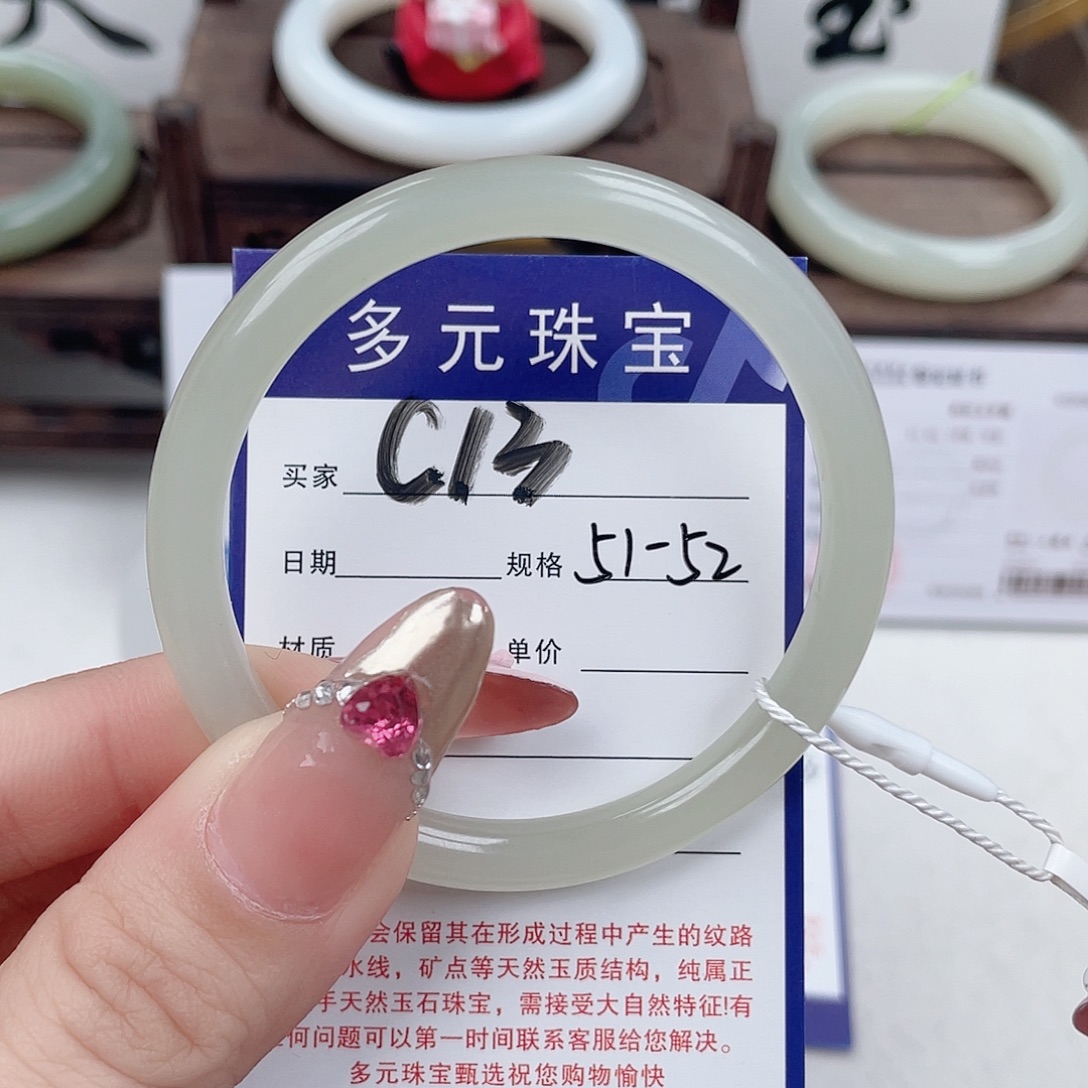 多元珠宝
买家 C13
日期 规格 51-52
材质 单价
会保留其在形成过程中产生的纹路
水线，矿点等天然玉质结构，纯属正
手天然玉石珠宝，需接受大自然特征!有
何问题可以第一时间联系客服给您解决。
多元珠宝甄选祝您购物愉快